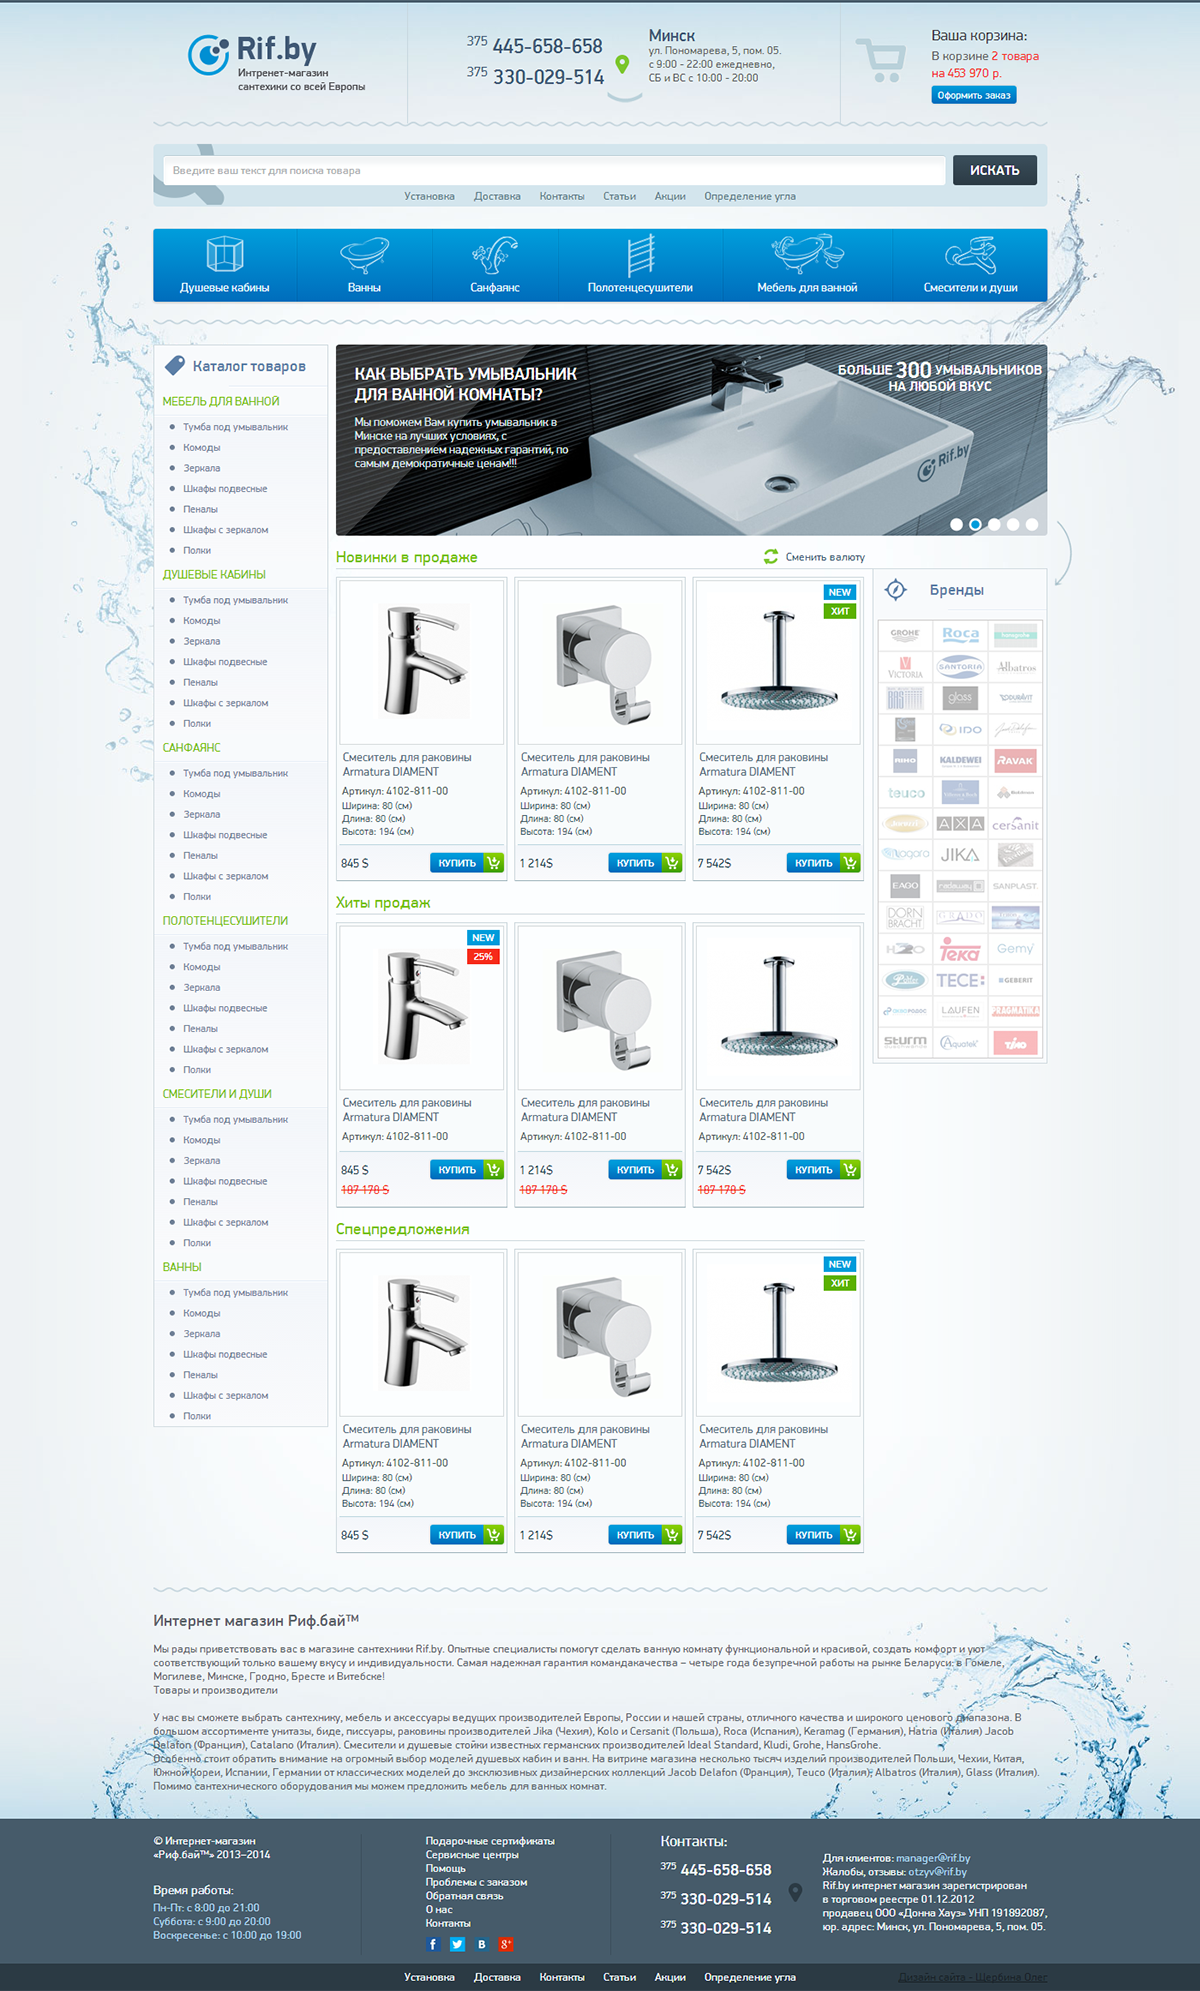 Rif.by
Интренет-магазин
сантехики со всей Европы
375 445-658-658
375 330-029-514
Минск
ул. Пономарева, 5, пом. 05.
с 9:00 - 22:00 ежедневно,
СБ и ВС с 10:00 - 20:00
Ваша корзина:
В корзине 2 товара
на 453 970 р.
Оформить заказ
Введите ваш текст для поиска товара
ИСКАТЬ
Установка Доставка Контакты Статьи Акции Определение угла
Душевые кабины Ванны Санфаянс Полотенцесушители Мебель для ванной Смесители и души
Каталог товаров
МЕБЕЛЬ ДЛЯ ВАННОЙ
Тумба под умывальник
Комоды
Зеркала
Шкафы подвесные
Пеналы
Шкафы с зеркалом
Полки
ДУШЕВЫЕ КАБИНЫ
Тумба под умывальник
Комоды
Зеркала
Шкафы подвесные
Пеналы
Шкафы с зеркалом
Полки
САНФАЯНС
Тумба под умывальник
Комоды
Зеркала
Шкафы подвесные
Пеналы
Шкафы с зеркалом
Полки
ПОЛОТЕНЦЕСУШИТЕЛИ
Тумба под умывальник
Комоды
Зеркала
Шкафы подвесные
Пеналы
Шкафы с зеркалом
Полки
СМЕСИТЕЛИ И ДУШИ
Тумба под умывальник
Комоды
Зеркала
Шкафы подвесные
Пеналы
Шкафы с зеркалом
Полки
ВАННЫ
Тумба под умывальник
Комоды
Зеркала
Шкафы подвесные
Пеналы
Шкафы с зеркалом
Полки
КАК ВЫБРАТЬ УМЫВАЛЬНИК
ДЛЯ ВАННОЙ КОМНАТЫ?
Мы поможем Вам купить умывальник в
Минске на лучших условиях, с
предоставлением надежных гарантий, по
самым демократичные ценам!!!
БОЛЬШЕ 300 УМЫВАЛЬНИКОВ
НА ЛЮБОЙ ВКУС
Rif.by
Новинки в продаже
Сменить валюту
NEW
ХИТ
Смеситель для раковины Смеситель для раковины Смеситель для раковины
Armatura DIAMENT Armatura DIAMENT Armatura DIAMENT
Артикул: 4102-811-00 Артикул: 4102-811-00 Артикул: 4102-811-00
Ширина: 80 (см) Ширина: 80 (см) Ширина: 80 (см)
Длина: 80 (см) Длина: 80 (см) Длина: 80 (см)
Высота: 194 (см) Высота: 194 (см) Высота: 194 (см)
845 $ КУПИТЬ 1 214$ КУПИТЬ 7 542$ КУПИТЬ
Хиты продаж
NEW
25%
Смеситель для раковины Смеситель для раковины Смеситель для раковины
Armatura DIAMENT Armatura DIAMENT Armatura DIAMENT
Артикул: 4102-811-00 Артикул: 4102-811-00 Артикул: 4102-811-00
845 $ КУПИТЬ 1 214$ КУПИТЬ 7 542$ КУПИТЬ
187 178 $ 187 178 $ 187 178 $
Спецпредложения
NEW
ХИТ
Смеситель для раковины Смеситель для раковины Смеситель для раковины
Armatura DIAMENT Armatura DIAMENT Armatura DIAMENT
Артикул: 4102-811-00 Артикул: 4102-811-00 Артикул: 4102-811-00
Ширина: 80 (см) Ширина: 80 (см) Ширина: 80 (см)
Длина: 80 (см) Длина: 80 (см) Длина: 80 (см)
Высота: 194 (см) Высота: 194 (см) Высота: 194 (см)
845 $ КУПИТЬ 1 214$ КУПИТЬ 7 542$ КУПИТЬ
Бренды
GROHE Roca hansgrohe
VICTORIA SANTORIA Albatros
BAS gloss DURAVIT
IDO
RIHO KALDEWEI RAVAK
teuco
AXA cersanit
Niagara JIKA
EAGO radaway SANPLAST
DORN BRACHT GRADO
H2O Teka Gemy
TECE: GEBERIT
LAUFEN PRAGMATIKA
sturm Aquatek TIMO
Интернет магазин Риф.бай™
Мы рады приветствовать вас в магазине сантехники Rif.by. Опытные специалисты помогут сделать ванную комнату функциональной и красивой, создать комфорт и уют
соответствующий только вашему вкусу и индивидуальности. Самая надежная гарантия командакачества – четыре года безупречной работы на рынке Беларуси: в Гомеле,
Могилеве, Минске, Гродно, Бресте и Витебске!
Товары и производители
У нас вы сможете выбрать сантехнику, мебель и аксессуары ведущих производителей Европы, России и нашей страны, отличного качества и широкого ценового диапазона. В
большом ассортименте унитазы, биде, писсуары, раковины производителей Jika (Чехия), Kolo и Cersanit (Польша), Roca (Испания), Keramag (Германия), Hatria (Италия) Jacob
Delafon (Франция), Catalano (Италия). Смесители и душевые стойки известных германских производителей Ideal Standard, Kludi, Grohe, HansGrohe.
Особенно стоит обратить внимание на огромный выбор моделей душевых кабин и ванн. На витрине магазина несколько тысяч изделий производителей Польши, Чехии, Китая,
Южной Кореи, Испании, Германии от классических моделей до эксклюзивных дизайнерских коллекций Jacob Delafon (Франция), Teuco (Италия), Albatros (Италия), Glass (Италия).
Помимо сантехнического оборудования мы можем предложить мебель для ванных комнат.
© Интернет-магазин
«Риф.бай™» 2013–2014
Время работы:
Пн-Пт: с 8:00 до 21:00
Суббота: с 9:00 до 20:00
Воскресенье: с 10:00 до 19:00
Подарочные сертификаты
Сервисные центры
Помощь
Проблемы с заказом
Обратная связь
О нас
Контакты
Контакты:
375 445-658-658
375 330-029-514
375 330-029-514
Для клиентов: manager@rif.by
Жалобы, отзывы: otzyv@rif.by
Rif.by интернет магазин зарегистрирован
в торговом реестре 01.12.2012
продавец ООО «Донна Хауз» УНП 191892087,
юр. адрес: Минск, ул. Пономарева, 5, пом. 05.
Установка Доставка Контакты Статьи Акции Определение угла
Дизайн сайта - Щербина Олег